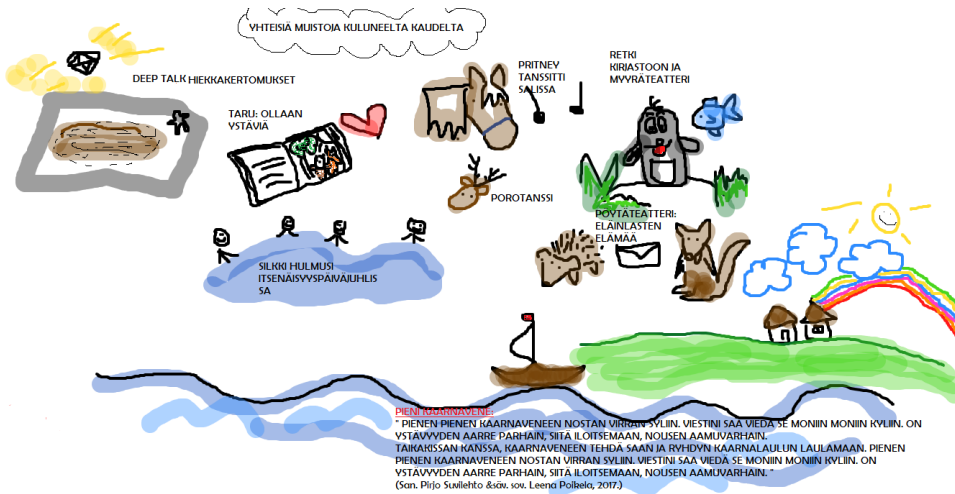 YHTEISIÄ MUISTOJA KULUNEELTA KAUDELTA
DEEP TALK HIEKKAKERTOMUKSET
TARU: OLLAAN
YSTÄVIÄ
PRITNEY
TANSSITTI
SALISSA
RETKI
KIRJASTOON JA
MYYRÄTEATTERI
POROTANSSI
PÖYTÄTEATTERI:
ELÄINLASTEN
ELÄMÄÄ
SILKKI HULMUSI
ITSENÄISYYSPÄIVÄJUHLIS
SA
PIENI KAARNAVENE:
" PIENEN PIENEN KAARNAVENEEN NOSTAN VIRRAN SYLIIN. VIESTINI SAA VIEDÄ SE MONIIN MONIIN KYLIIN. ON
YSTÄVYYDEN AARRE PARHAIN, SIITÄ ILOITSEMAAN, NOUSEN AAMUVARHAIN.
TAIKAKISSAN KANSSA, KAARNAVENEEN TEHDÄ SAAN JA RYHDYN KAARNALAULUN LAULAMAAN. PIENEN
PIENEN KAARNAVENEEN NOSTAN VIRRAN SYLIIN. VIESTINI SAA VIEDÄ SE MONIIN MONIIN KYLIIN. ON
YSTÄVYYDEN AARRE PARHAIN, SIITÄ ILOITSEMAAN, NOUSEN AAMUVARHAIN. "
(San. Pirjo Suvilehto &säv. sov. Leena Polkela, 2017.)